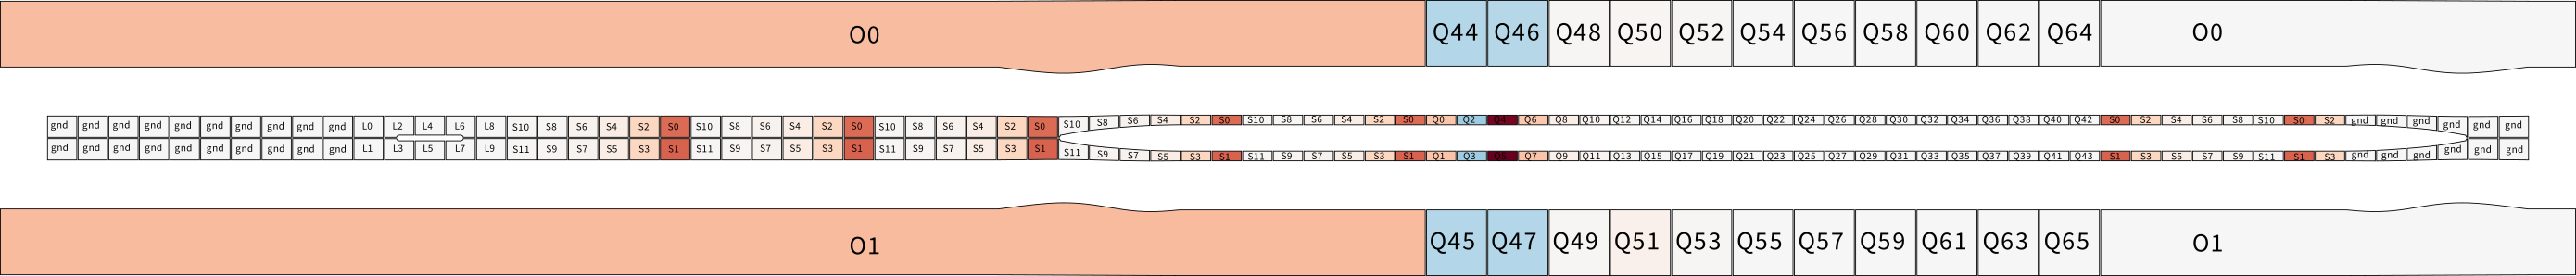 O0 Q44 Q46 Q48 Q50 Q52 Q54 Q56 Q58 Q60 Q62 Q64 O0
gnd gnd gnd gnd gnd gnd gnd gnd gnd gnd L0 L2 L4 L6 L8 S10 S8 S6 S4 S2 S0 S10 S8 S6 S4 S2 S0 S10 S8 S6 S4 S2 S0 S10 S8 S6 S4 S2 S0 S10 S8 S6 S4 S2 S0 Q0 Q2 Q4 Q6 Q8 Q10 Q12 Q14 Q16 Q18 Q20 Q22 Q24 Q26 Q28 Q30 Q32 Q34 Q36 Q38 Q40 Q42 S0 S2 S4 S6 S8 S10 S0 S2 gnd gnd gnd gnd gnd gnd
gnd gnd gnd gnd gnd gnd gnd gnd gnd gnd L1 L3 L5 L7 L9 S11 S9 S7 S5 S3 S1 S11 S9 S7 S5 S3 S1 S11 S9 S7 S5 S3 S1 S11 S9 S7 S5 S3 S1 S11 S9 S7 S5 S3 S1 Q1 Q3 Q5 Q7 Q9 Q11 Q13 Q15 Q17 Q19 Q21 Q23 Q25 Q27 Q29 Q31 Q33 Q35 Q37 Q39 Q41 Q43 S1 S3 S5 S7 S9 S11 S1 S3 gnd gnd gnd gnd gnd gnd
O1 Q45 Q47 Q49 Q51 Q53 Q55 Q57 Q59 Q61 Q63 Q65 O1